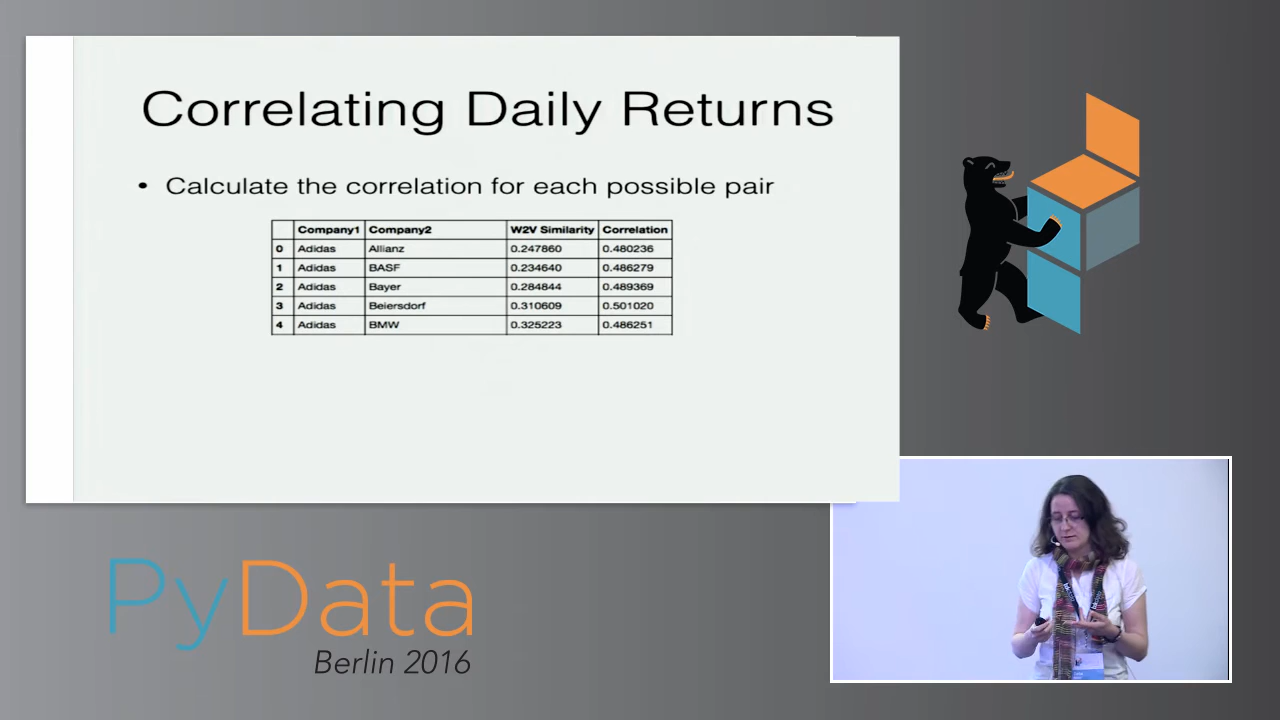 Correlating Daily Returns
• Calculate the correlation for each possible pair
Company1 Company2 W2V Similarity Correlation
0 Adidas Allianz 0.247860 0.480236
1 Adidas BASF 0.234640 0.486279
2 Adidas Bayer 0.284844 0.489369
3 Adidas Beiersdorf 0.310609 0.501020
4 Adidas BMW 0.325223 0.486251
PyData
Berlin 2016